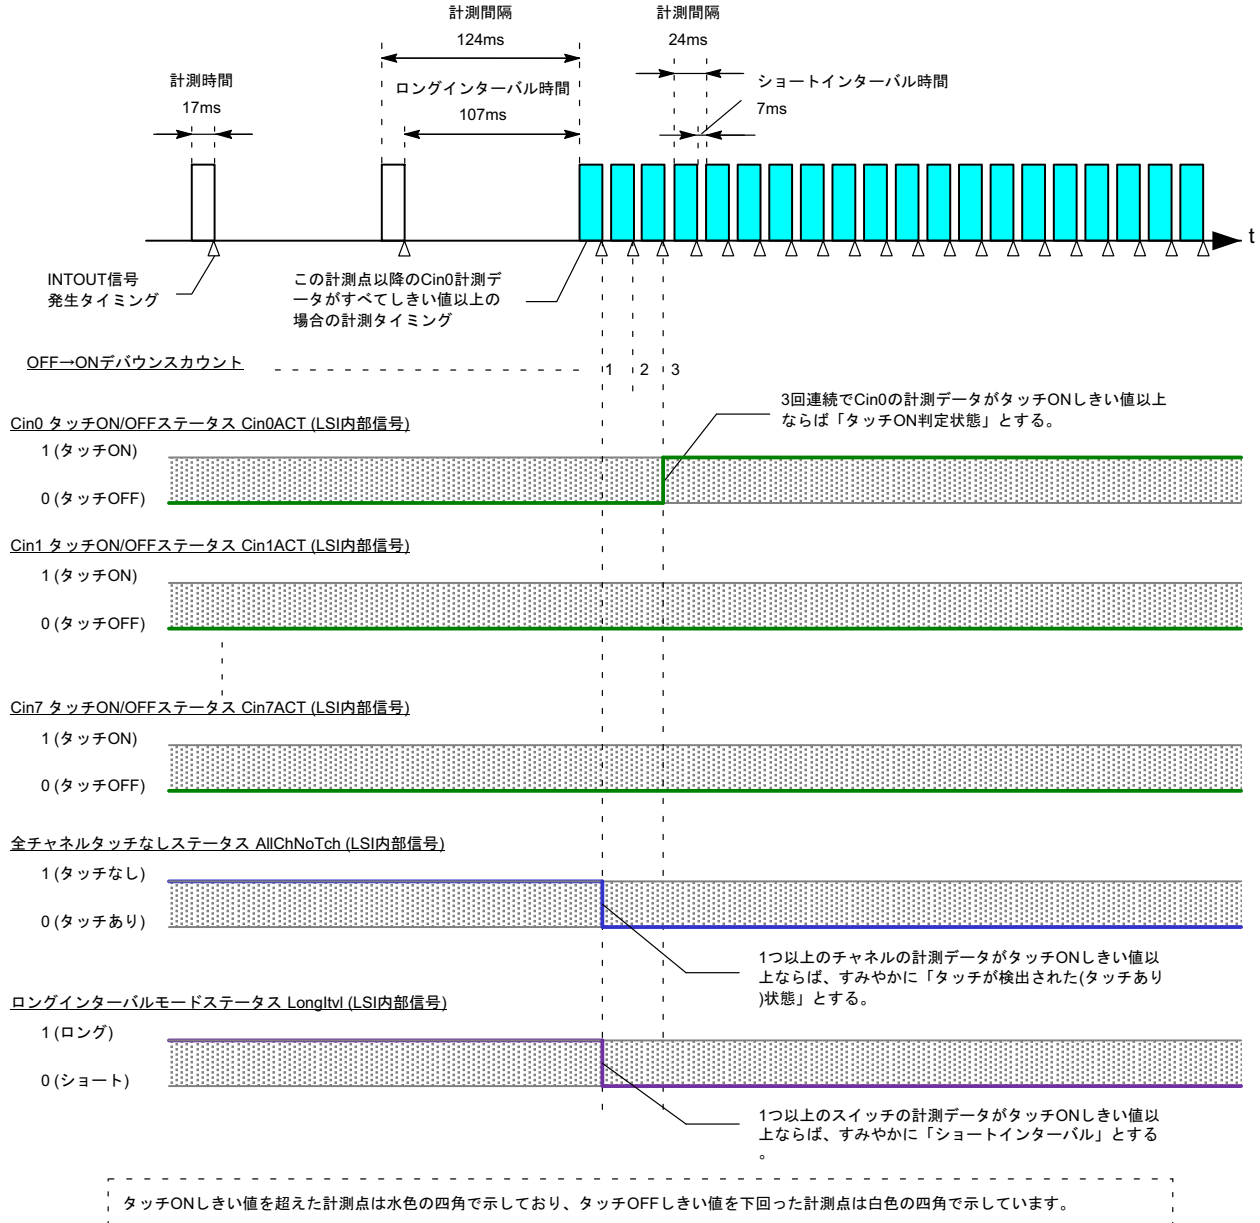 計測間隔
124ms
計測間隔
24ms
計測時間
17ms
ロングインターバル時間
107ms
ショートインターバル時間
7ms
t
INTOUT信号
発生タイミング
この計測点以降のCin0計測デ
ータがすべてしきい値以上の
場合の計測タイミング
OFF→ONデバウンスカウント
1
2
3
3回連続でCin0の計測データがタッチONしきい値以上
ならば「タッチON判定状態」とする。
Cin0 タッチON/OFFステータス Cin0ACT (LSI内部信号)
1 (タッチON)
0 (タッチOFF)
Cin1 タッチON/OFFステータス Cin1ACT (LSI内部信号)
1 (タッチON)
0 (タッチOFF)
Cin7 タッチON/OFFステータス Cin7ACT (LSI内部信号)
1 (タッチON)
0 (タッチOFF)
全チャネルタッチなしステータス AllChNoTch (LSI内部信号)
1 (タッチなし)
0 (タッチあり)
1つ以上のチャネルの計測データがタッチONしきい値以
上ならば、すみやかに「タッチが検出された(タッチあり
)状態」とする。
ロングインターバルモードステータス LongItvl (LSI内部信号)
1 (ロング)
0 (ショート)
1つ以上のスイッチの計測データがタッチONしきい値以
上ならば、すみやかに「ショートインターバル」とする
。
タッチONしきい値を超えた計測点は水色の四角で示しており、タッチOFFしきい値を下回った計測点は白色の四角で示しています。